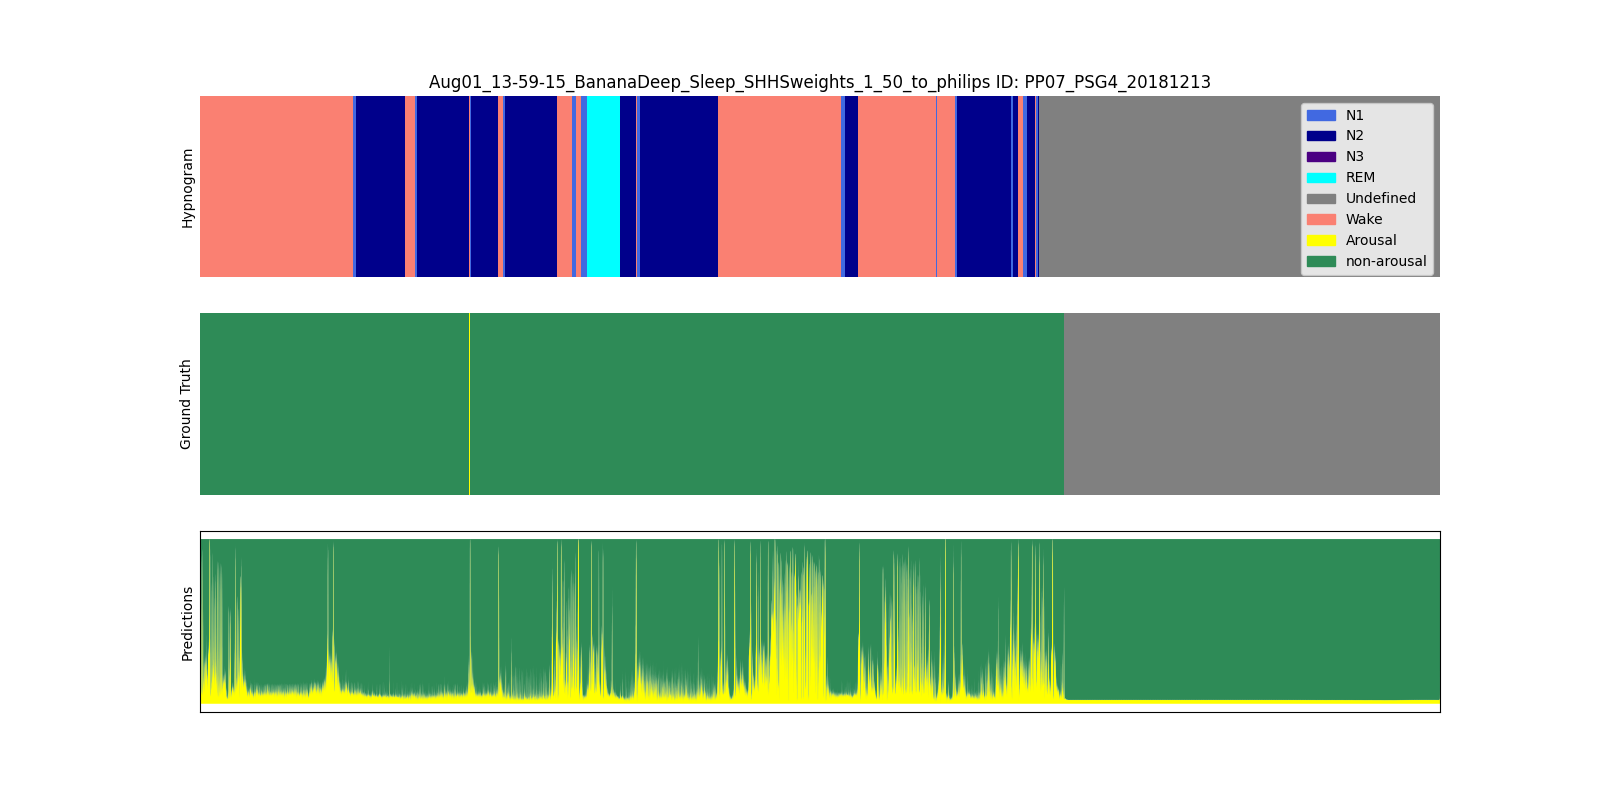 Aug01_13-59-15_BananaDeep_Sleep_SHHSweights_1_50_to_philips ID: PP07_PSG4_20181213
Hypnogram
N1
N2
N3
REM
Undefined
Wake
Arousal
non-arousal
Ground Truth
Predictions